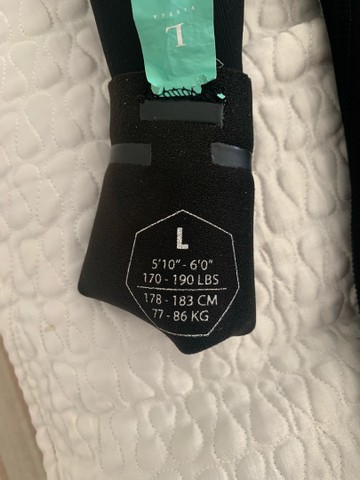 L
L
5'10" - 6'0"
170 - 190 LBS
178 - 183 CM
77 - 86 KG